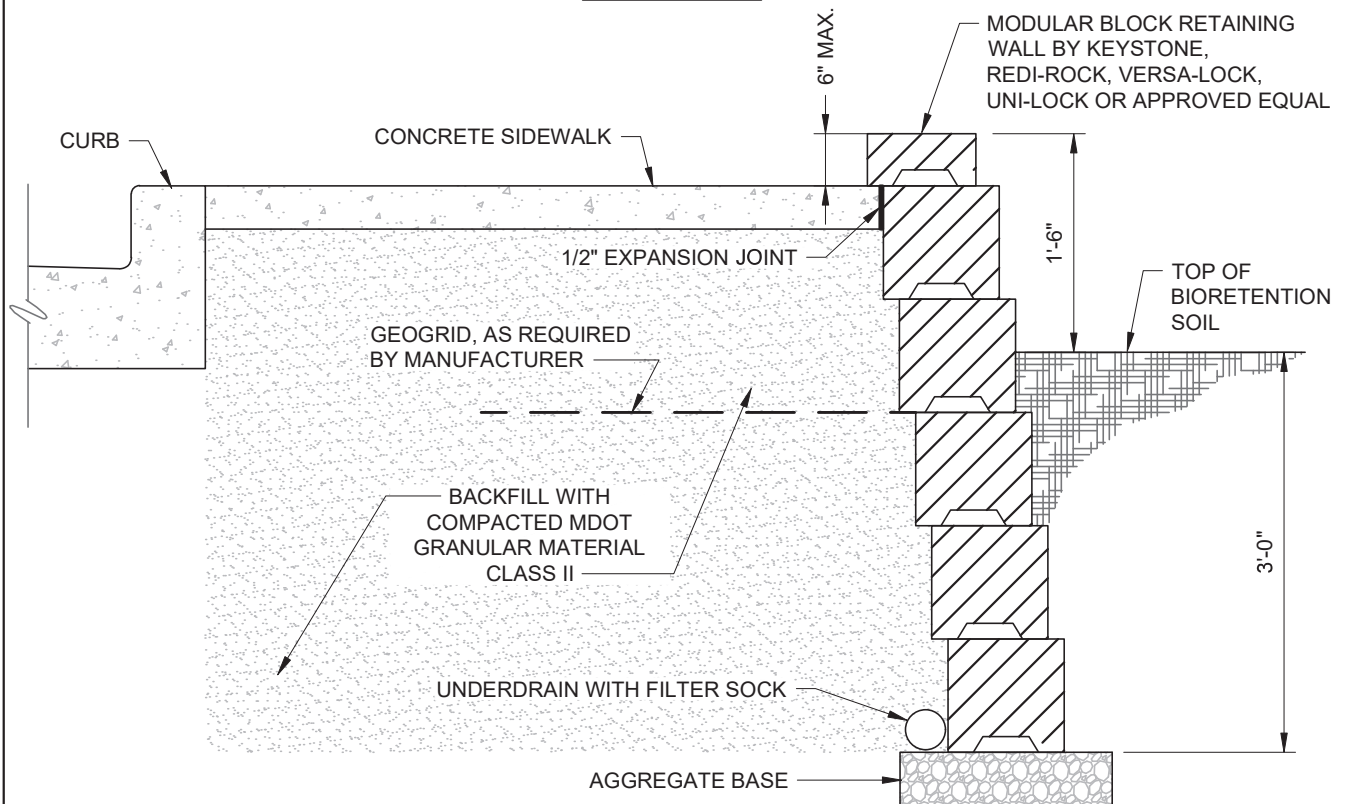 6" MAX.
MODULAR BLOCK RETAINING
WALL BY KEYSTONE,
REDI-ROCK, VERSA-LOCK,
UNI-LOCK OR APPROVED EQUAL
CURB
CONCRETE SIDEWALK
1'-6"
1/2" EXPANSION JOINT
TOP OF
BIORETENTION
SOIL
GEOGRID, AS REQUIRED
BY MANUFACTURER
BACKFILL WITH
COMPACTED MDOT
GRANULAR MATERIAL
CLASS II
3'-0"
UNDERDRAIN WITH FILTER SOCK
AGGREGATE BASE